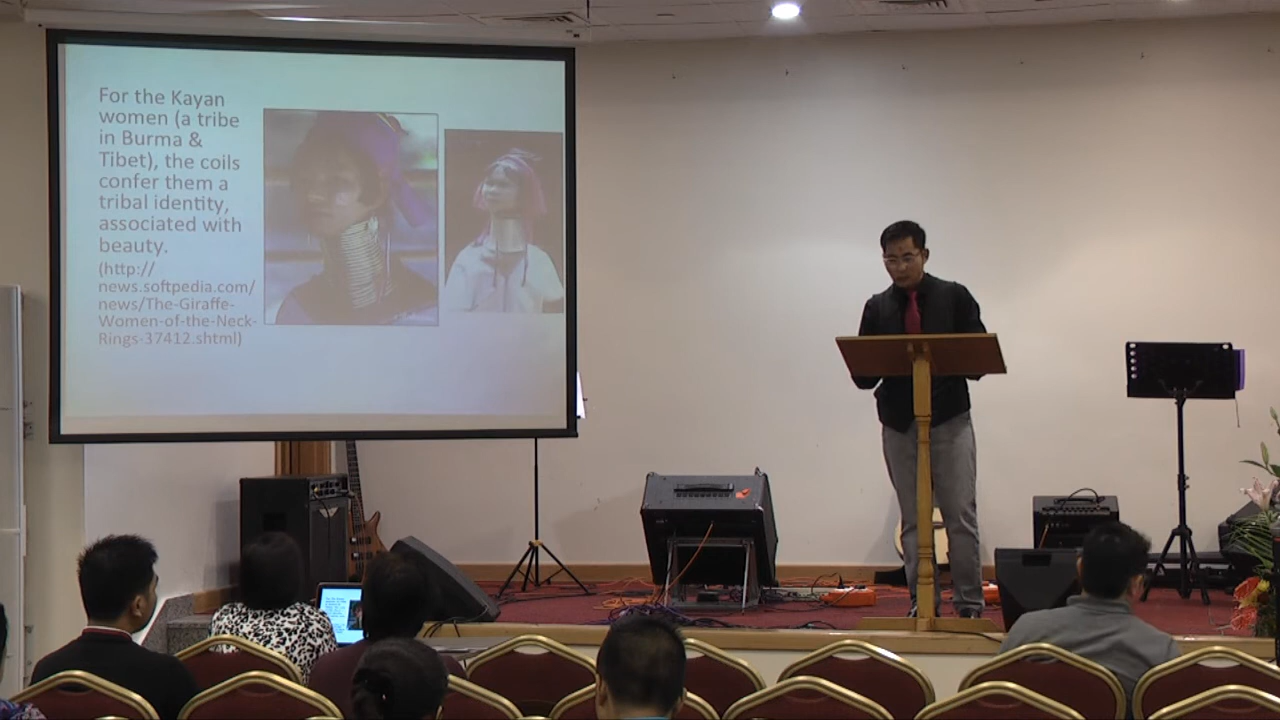 For the Kayan
women (a tribe
in Burma &
Tibet), the coils
confer them a
tribal identity,
associated with
beauty.
(http://
news.softpedia.com/
news/The-Giraffe-
Women-of-the-Neck-
Rings-37412.shtml)